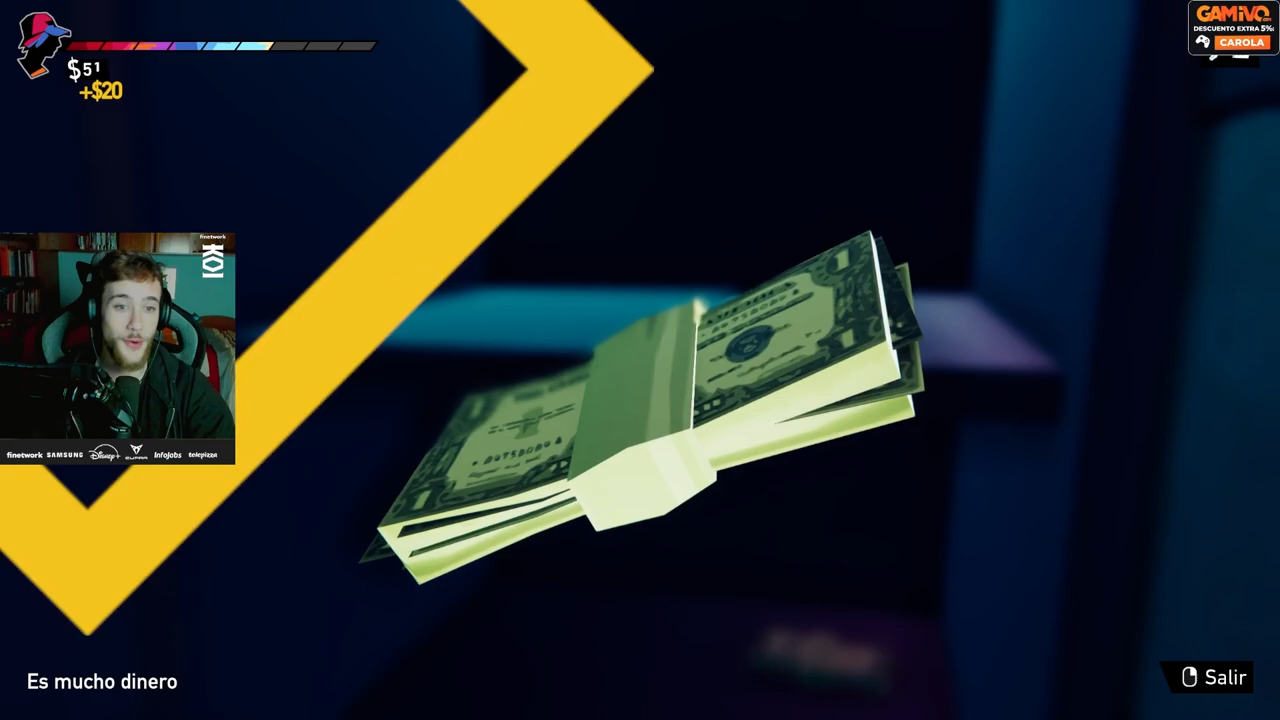 GAMIVO.COM
DESCUENTO EXTRA 5%:
CAROLA
$51
+$20
finetwork
KOI
finetwork SAMSUNG Disney+ CUPRA InfoJobs telepizza
Es mucho dinero
Salir